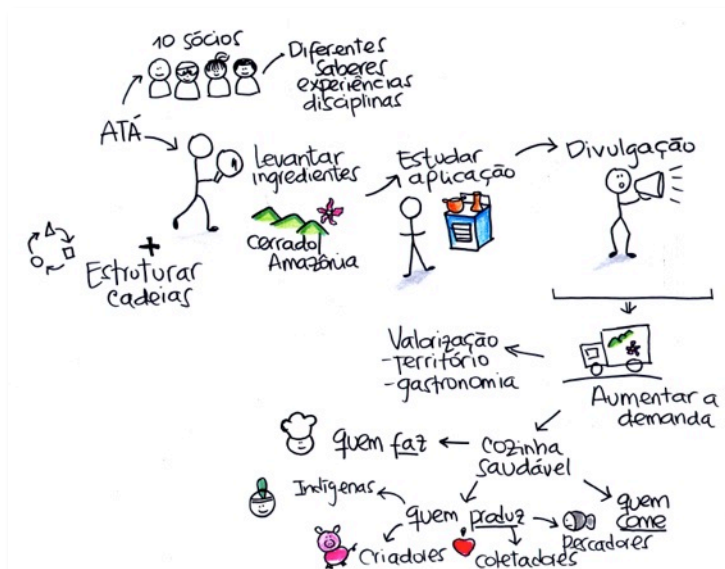 10 sócios
Diferentes
saberes
experiências
disciplinas
ATÁ
Levantar
ingredientes
cerrado/
Amazônia
+
Estruturar
cadeias
Estudar
aplicação
Divulgação
Aumentar a
demanda
Valorização
-território
-gastronomia
cozinha
saudável
quem faz
quem produz
Indígenas
criadores
coletadores
pescadores
quem
come